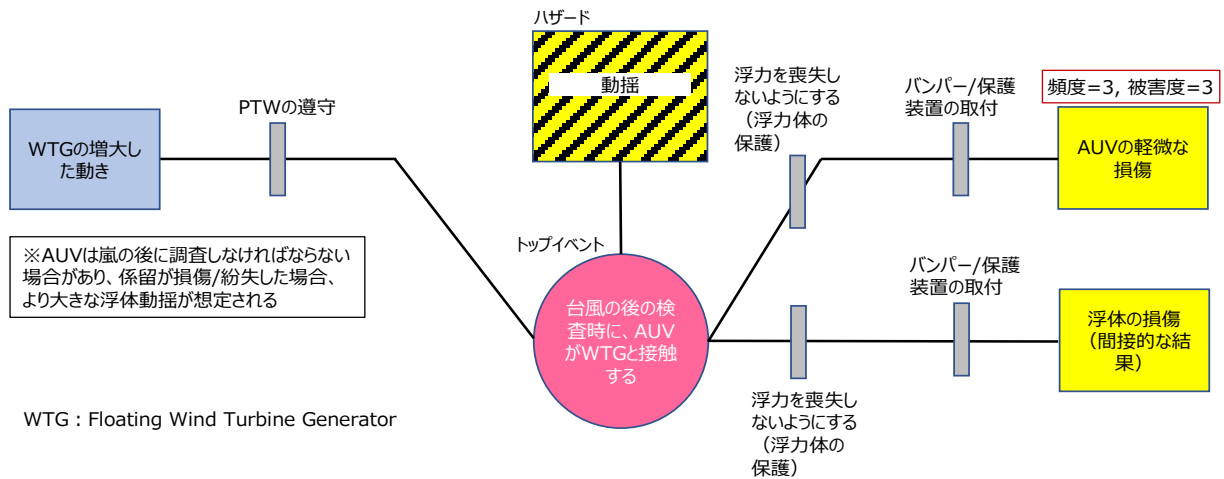 ハザード
動揺
PTWの遵守
WTGの増大し
た動き
※AUVは嵐の後に調査しなければならない
場合があり、係留が損傷/紛失した場合、
より大きな浮体動揺が想定される
WTG : Floating Wind Turbine Generator
トップイベント
台風の後の検
査時に、AUV
がWTGと接触
する
浮力を喪失し
ないようにする
（浮力体の
保護）
バンパー/保護
装置の取付
頻度=3, 被害度=3
AUVの軽微な
損傷
浮力を喪失し
ないようにする
（浮力体の
保護）
バンパー/保護
装置の取付
浮体の損傷
（間接的な結
果）